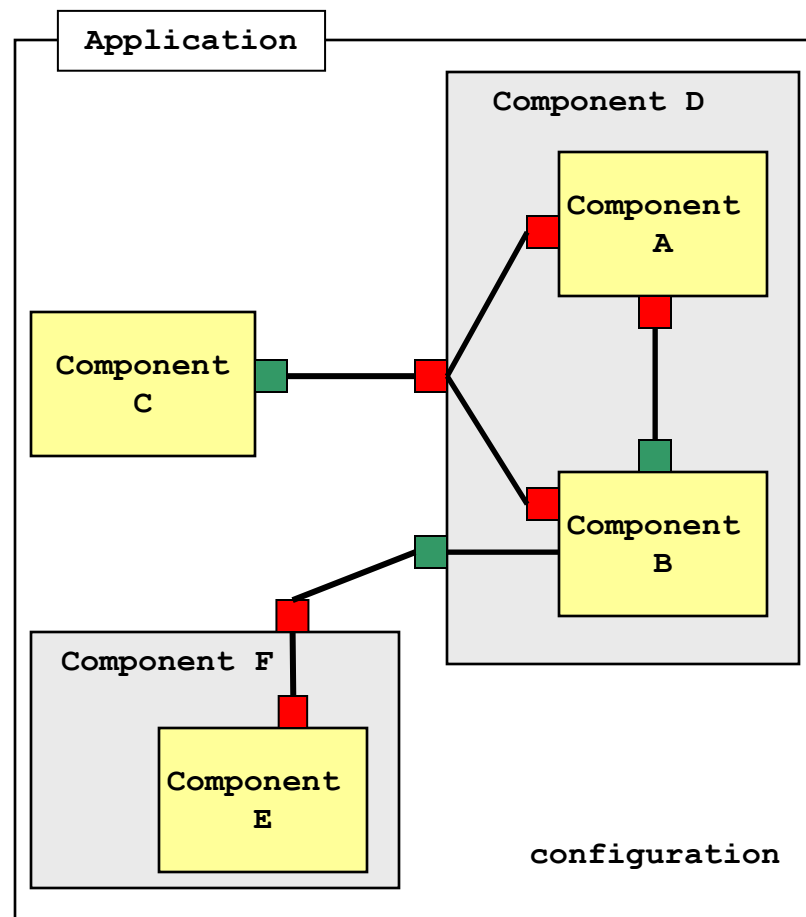 Application
Component D
Component
A
Component
C
Component
B
Component F
Component
E
configuration